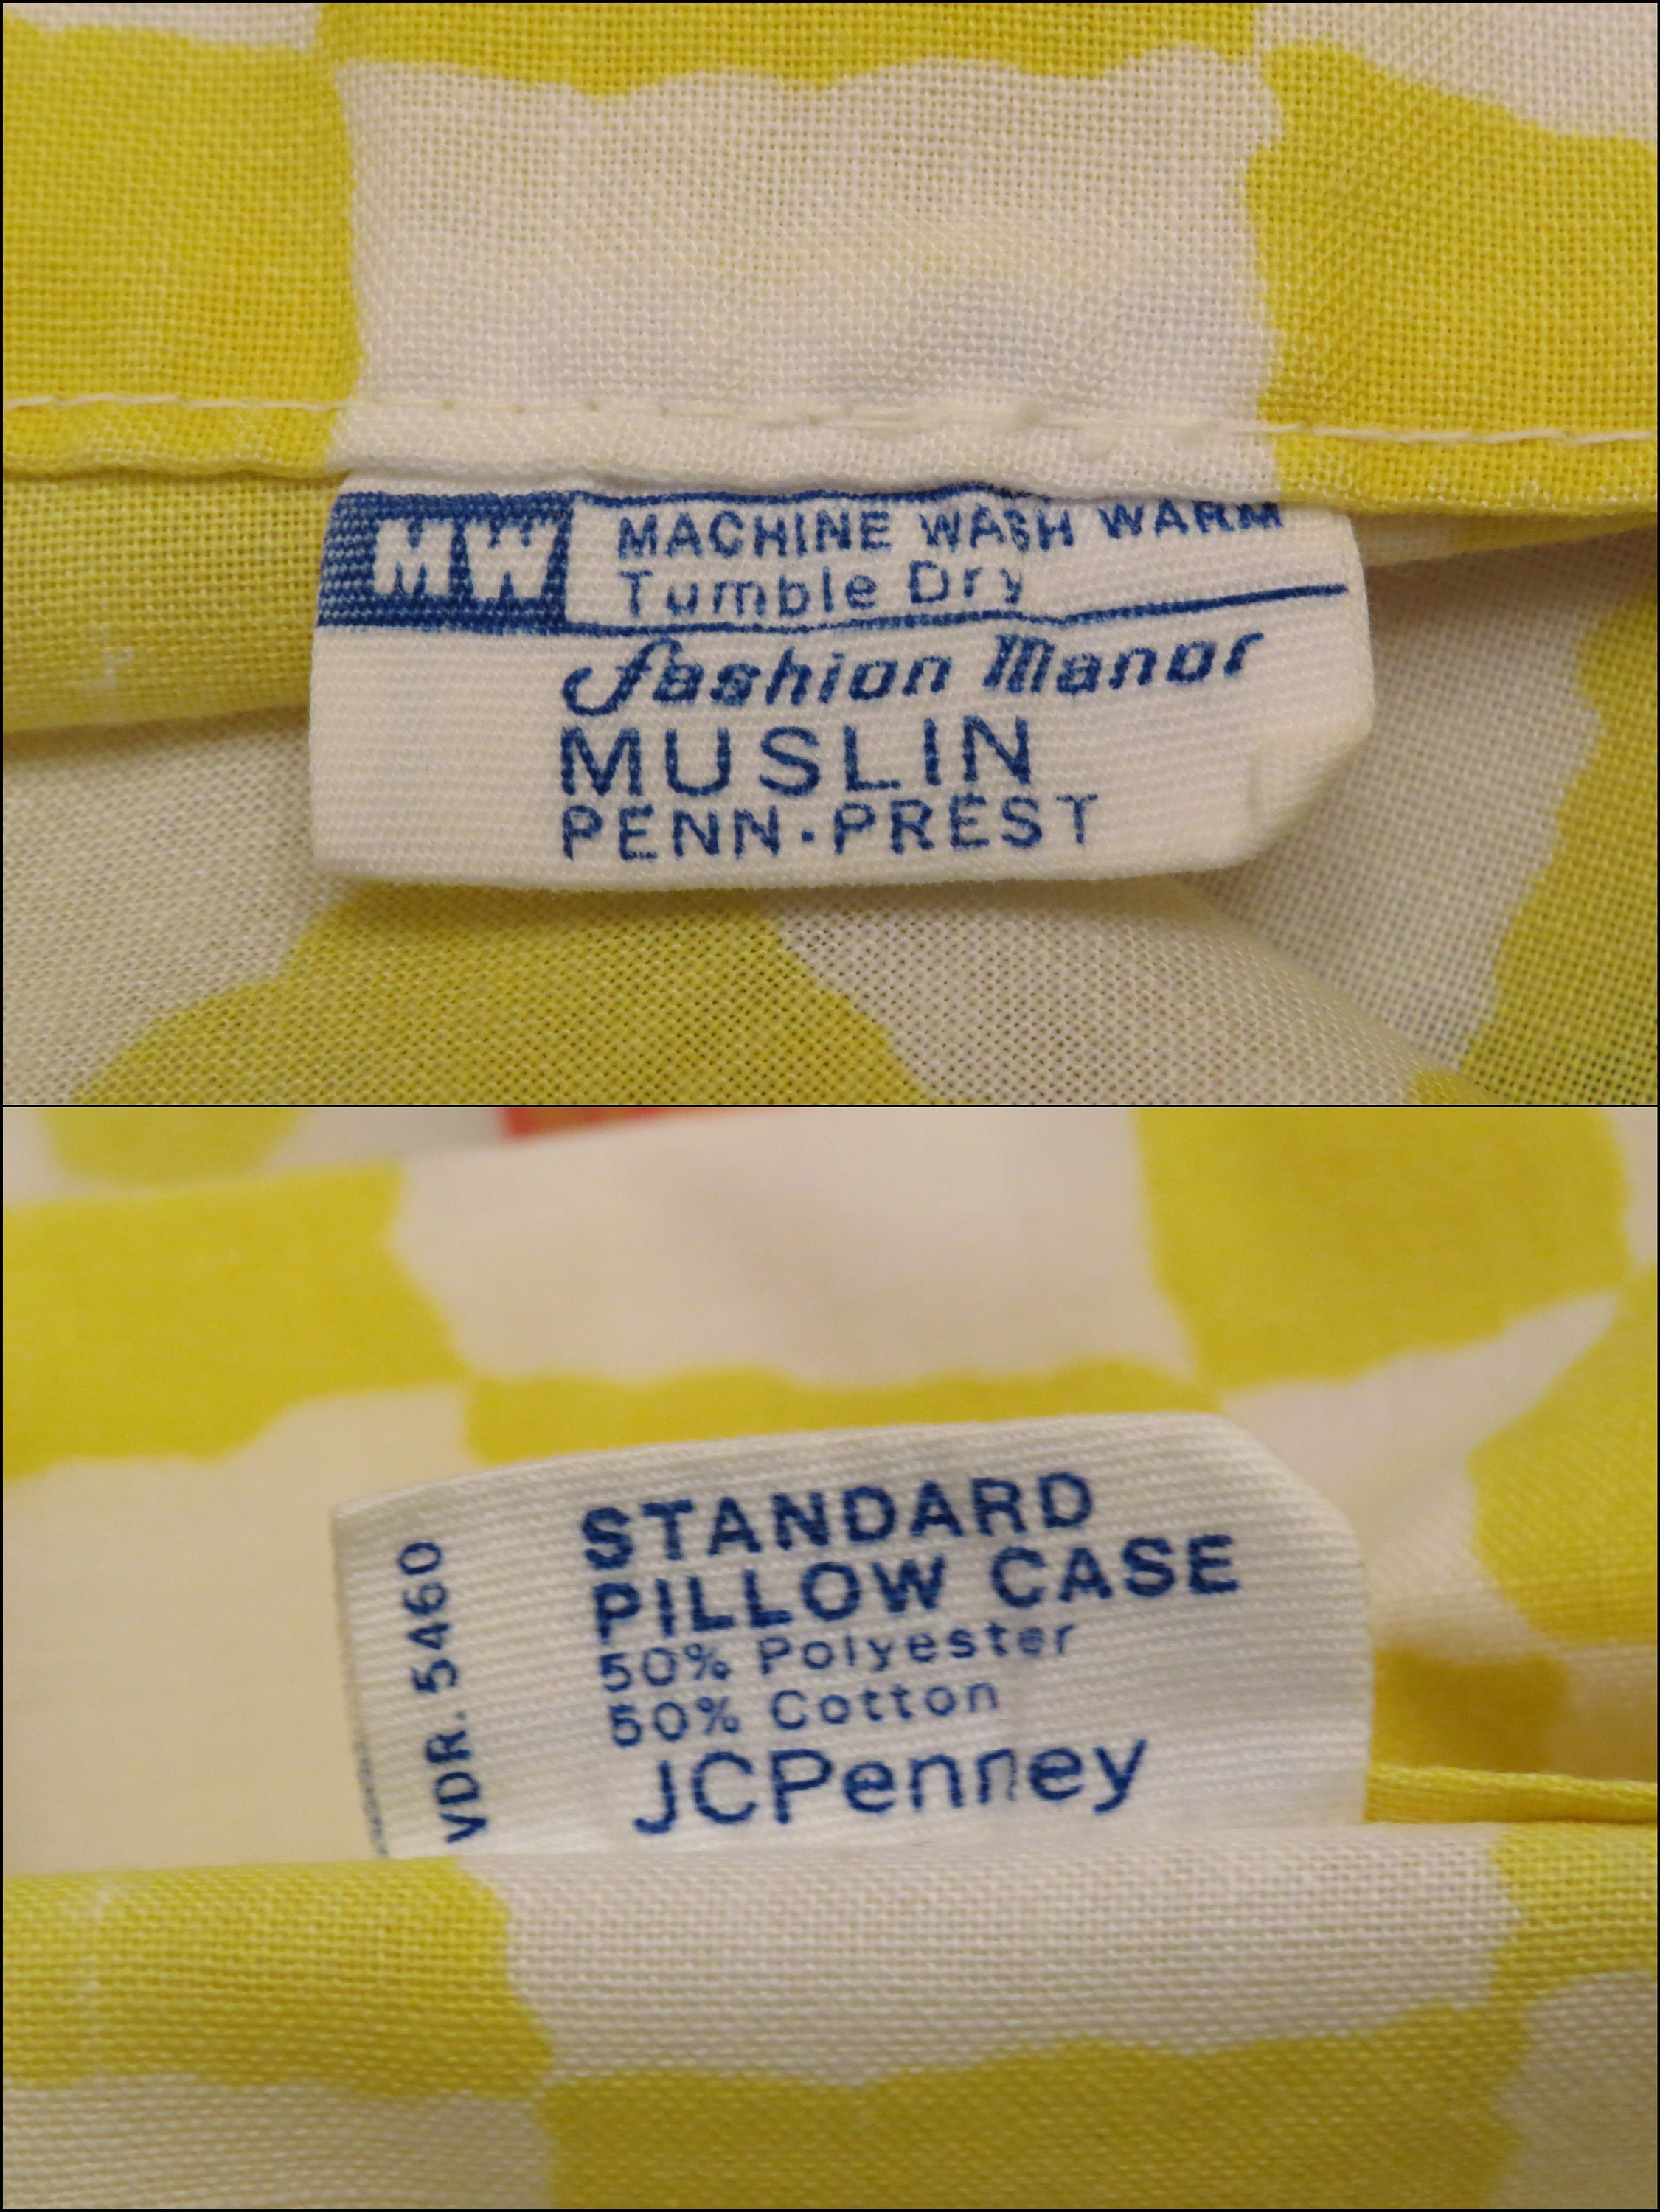 MW
MACHINE WASH WARM
Tumble Dry
Fashion Manor
MUSLIN
PENN-PREST
VDR. 5460
STANDARD
PILLOW CASE
50% Polyester
50% Cotton
JCPenney